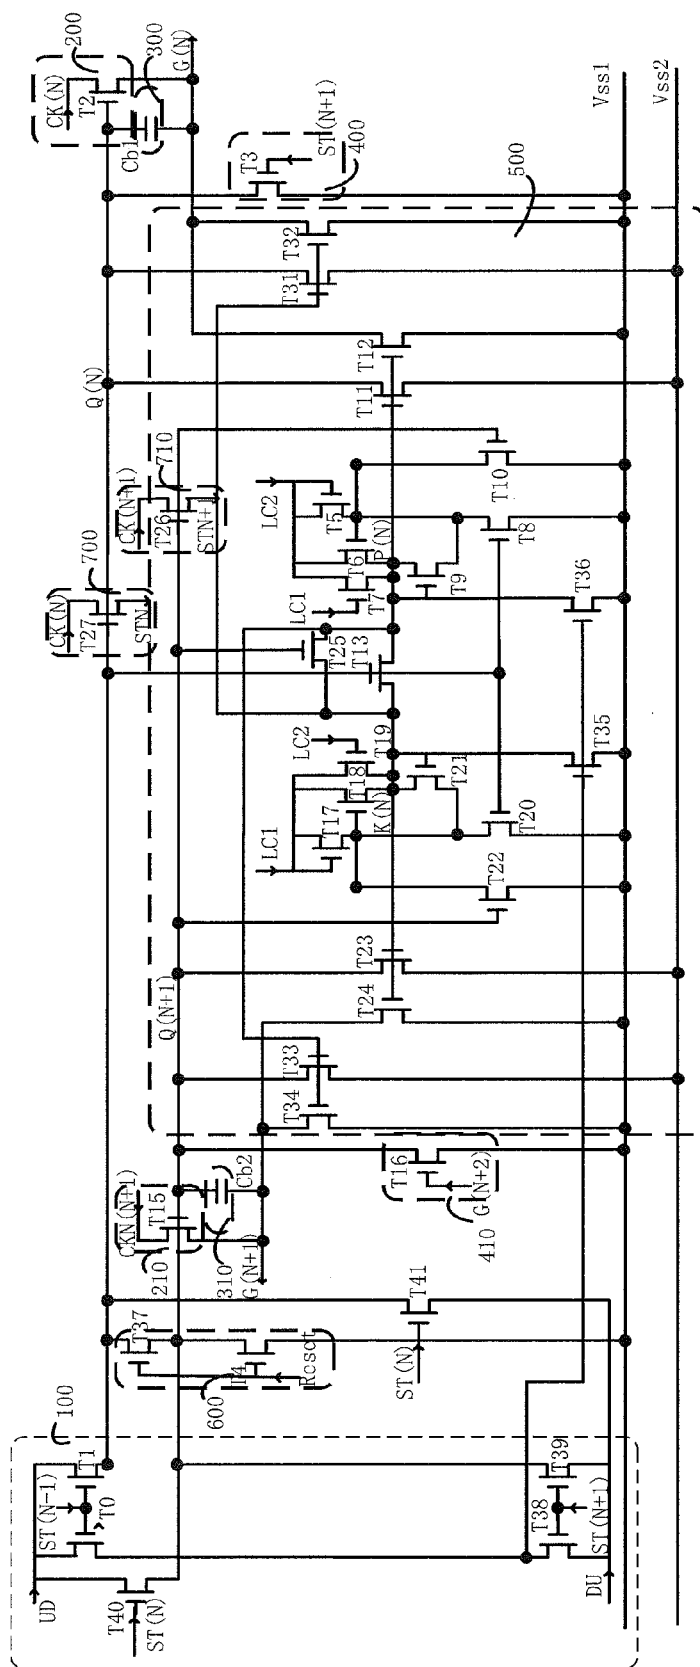 100
UD
ST(N-1)
T0
T1
T40
ST(N)
DU
T38
T39
ST(N+1)
600
T37
T4
Reset
ST(N)
T41
CKN(N+1)
T15
210
310
Cb2
G(N+1)
410
T16
G(N+2)
T34
T33
Q(N+1)
T24
T23
T22
LC1
T17
T18
K(N)
T19
LC2
T21
T20
T35
CK(N)
T27
STN
700
T25
T13
LC1
T7
T6
P(N)
T5
LC2
T9
T8
T36
T10
CK(N+1)
T26
STN+1
710
Q(N)
T11
T12
T31
T32
500
T3
ST(N+1)
400
CK(N)
T2
200
Cb1
300
G(N)
Vss1
Vss2